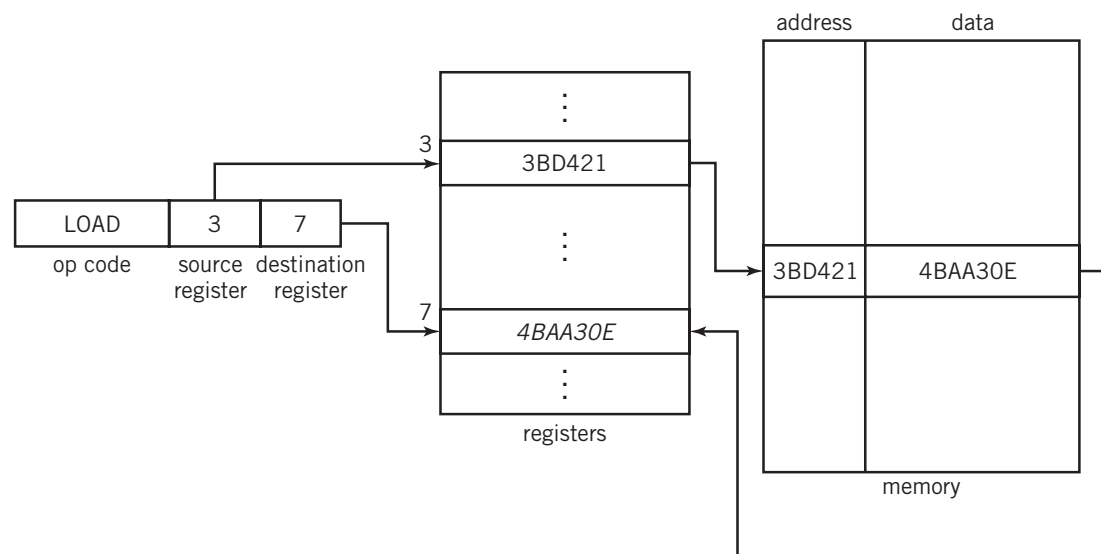 address
data
3
3BD421
LOAD
3
7
op code
source
register
destination
register
3BD421
4BAA30E
7
4BAA30E
registers
memory